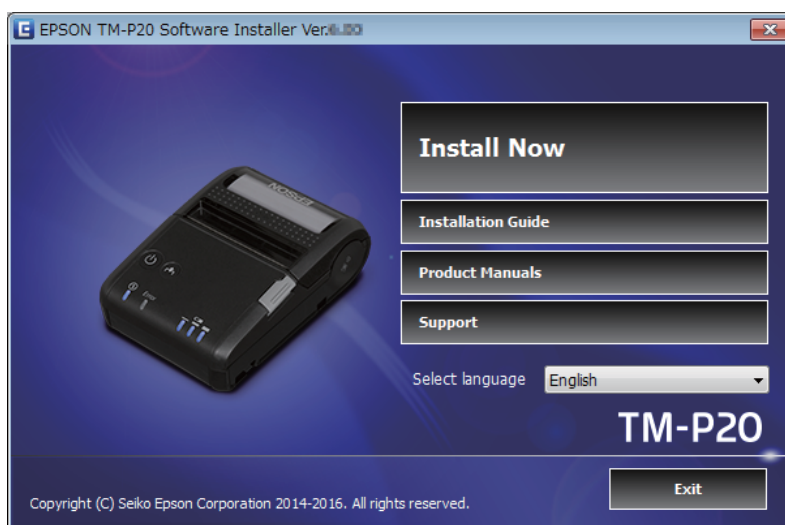 EPSON TM-P20 Software Installer Ver.
Install Now
Installation Guide
Product Manuals
Support
Select language English
TM-P20
Exit
Copyright (C) Seiko Epson Corporation 2014-2016. All rights reserved.
EPSON
Error